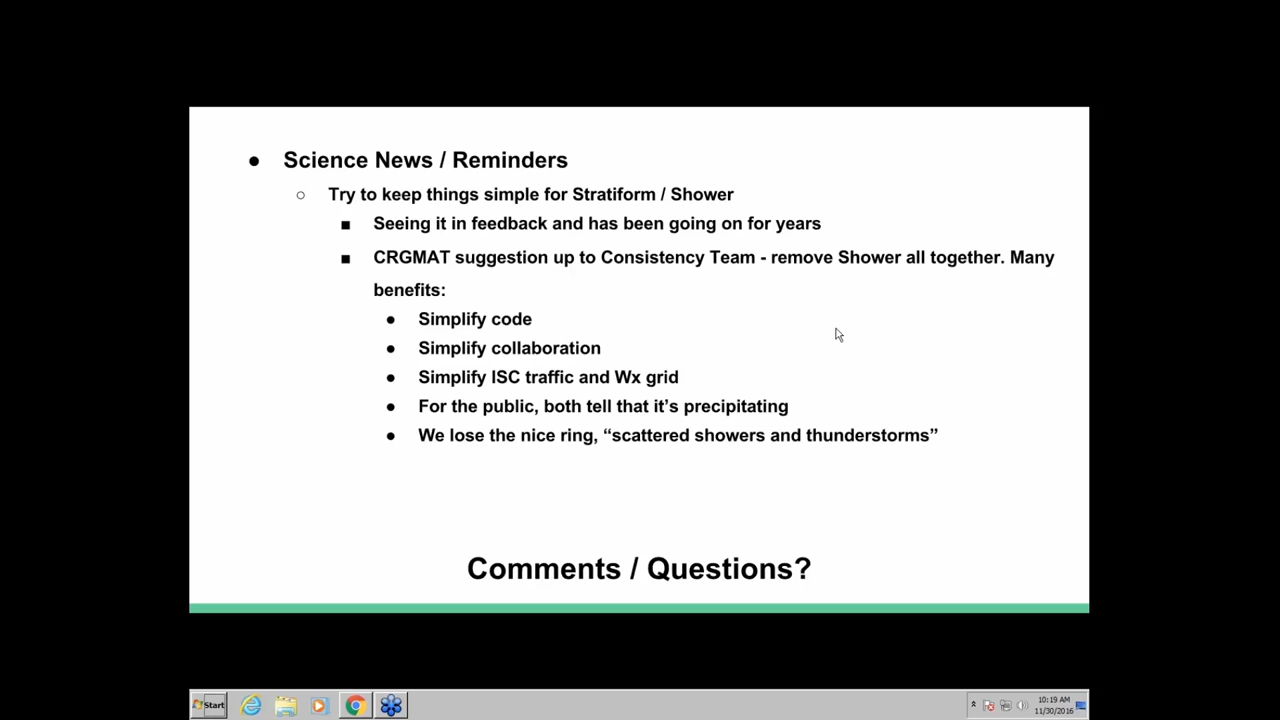 ● Science News / Reminders
○ Try to keep things simple for Stratiform / Shower
■ Seeing it in feedback and has been going on for years
■ CRGMAT suggestion up to Consistency Team - remove Shower all together. Many
benefits:
● Simplify code
● Simplify collaboration
● Simplify ISC traffic and Wx grid
● For the public, both tell that it’s precipitating
● We lose the nice ring, “scattered showers and thunderstorms”
Comments / Questions?
Start
10:19 AM
11/30/2016